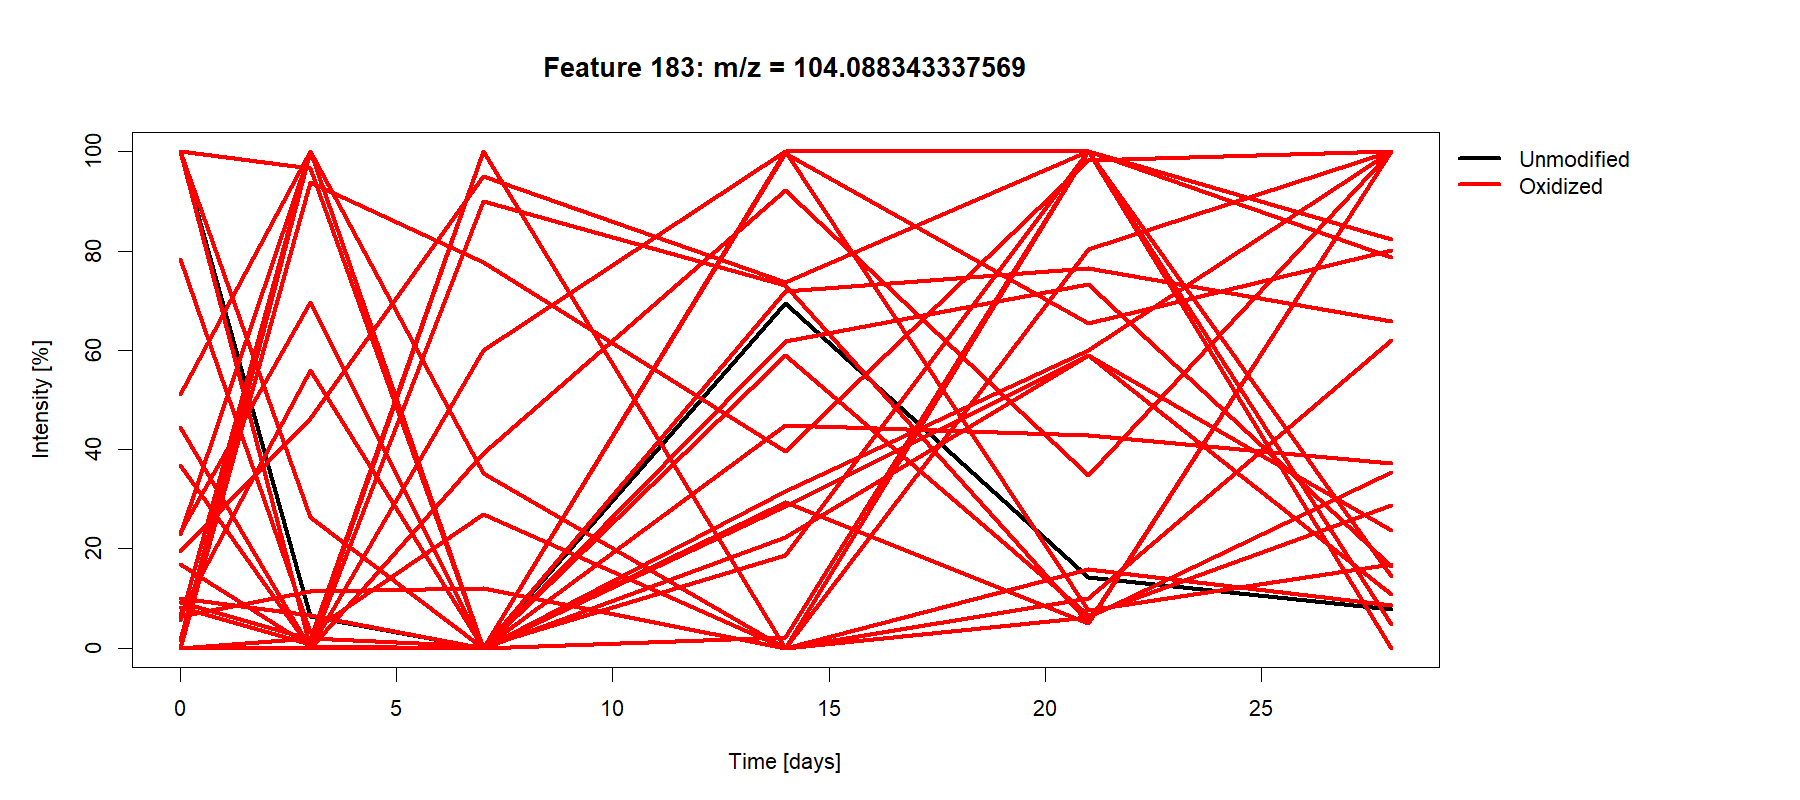 Feature 183: m/z = 104.088343337569
Unmodified
Oxidized
Intensity [%]
100
80
60
40
20
0
0 5 10 15 20 25
Time [days]